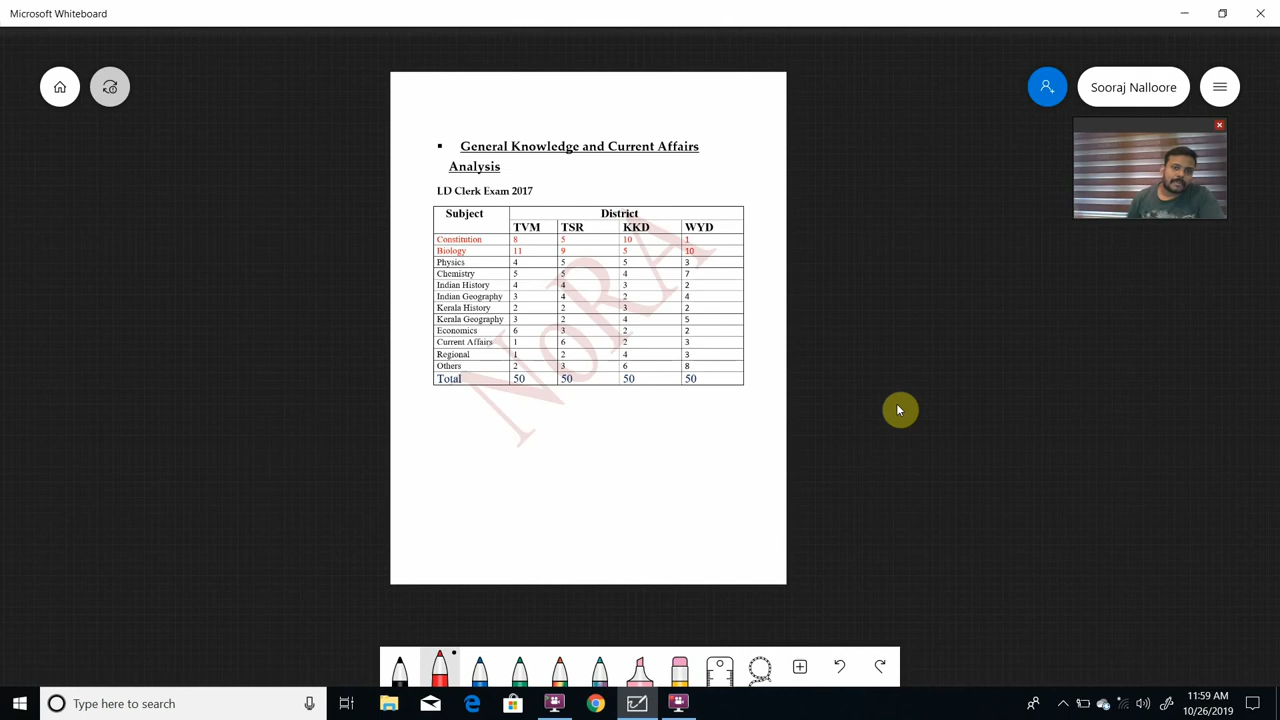 Microsoft Whiteboard
Sooraj Nalloore
▪ General Knowledge and Current Affairs
Analysis
LD Clerk Exam 2017
Subject District
TVM TSR KKD WYD
Constitution 8 5 10 1
Biology 11 9 5 10
Physics 4 5 5 3
Chemistry 5 5 4 7
Indian History 4 4 3 2
Indian Geography 3 4 2 4
Kerala History 2 2 3 2
Kerala Geography 3 2 4 5
Economics 6 3 2 2
Current Affairs 1 6 2 3
Regional 1 2 4 3
Others 2 3 6 8
Total 50 50 50 50
NoRA
Type here to search
11:59 AM
10/26/2019